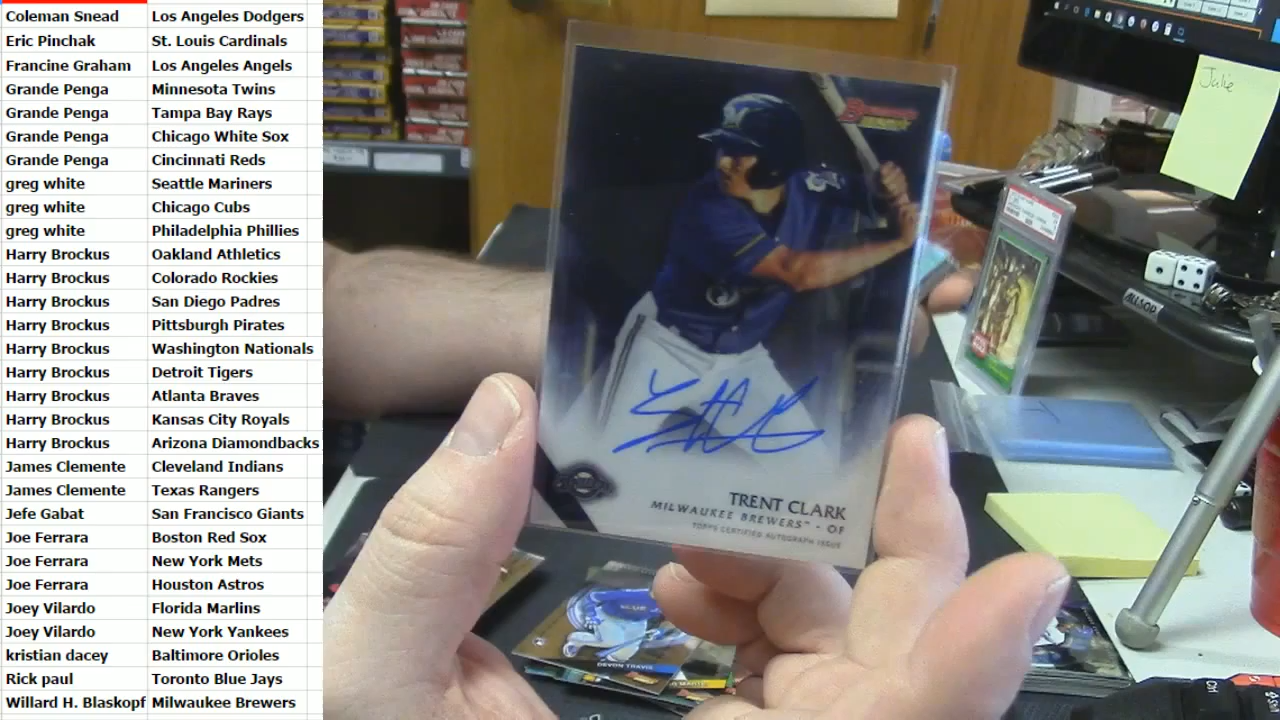 Coleman Snead Los Angeles Dodgers
Eric Pinchak St. Louis Cardinals
Francine Graham Los Angeles Angels
Grande Penga Minnesota Twins
Grande Penga Tampa Bay Rays
Grande Penga Chicago White Sox
Grande Penga Cincinnati Reds
greg white Seattle Mariners
greg white Chicago Cubs
greg white Philadelphia Phillies
Harry Brockus Oakland Athletics
Harry Brockus Colorado Rockies
Harry Brockus San Diego Padres
Harry Brockus Pittsburgh Pirates
Harry Brockus Washington Nationals
Harry Brockus Detroit Tigers
Harry Brockus Atlanta Braves
Harry Brockus Kansas City Royals
Harry Brockus Arizona Diamondbacks
James Clemente Cleveland Indians
James Clemente Texas Rangers
Jefe Gabat San Francisco Giants
Joe Ferrara Boston Red Sox
Joe Ferrara New York Mets
Joe Ferrara Houston Astros
Joey Vilardo Florida Marlins
Joey Vilardo New York Yankees
kristian dacey Baltimore Orioles
Rick paul Toronto Blue Jays
Willard H. Blaskopf Milwaukee Brewers
TRENT CLARK
MILWAUKEE BREWERS™ - OF
TOPPS CERTIFIED AUTOGRAPH ISSUE
Julie
ALLSOP
DEVON TRAVIS